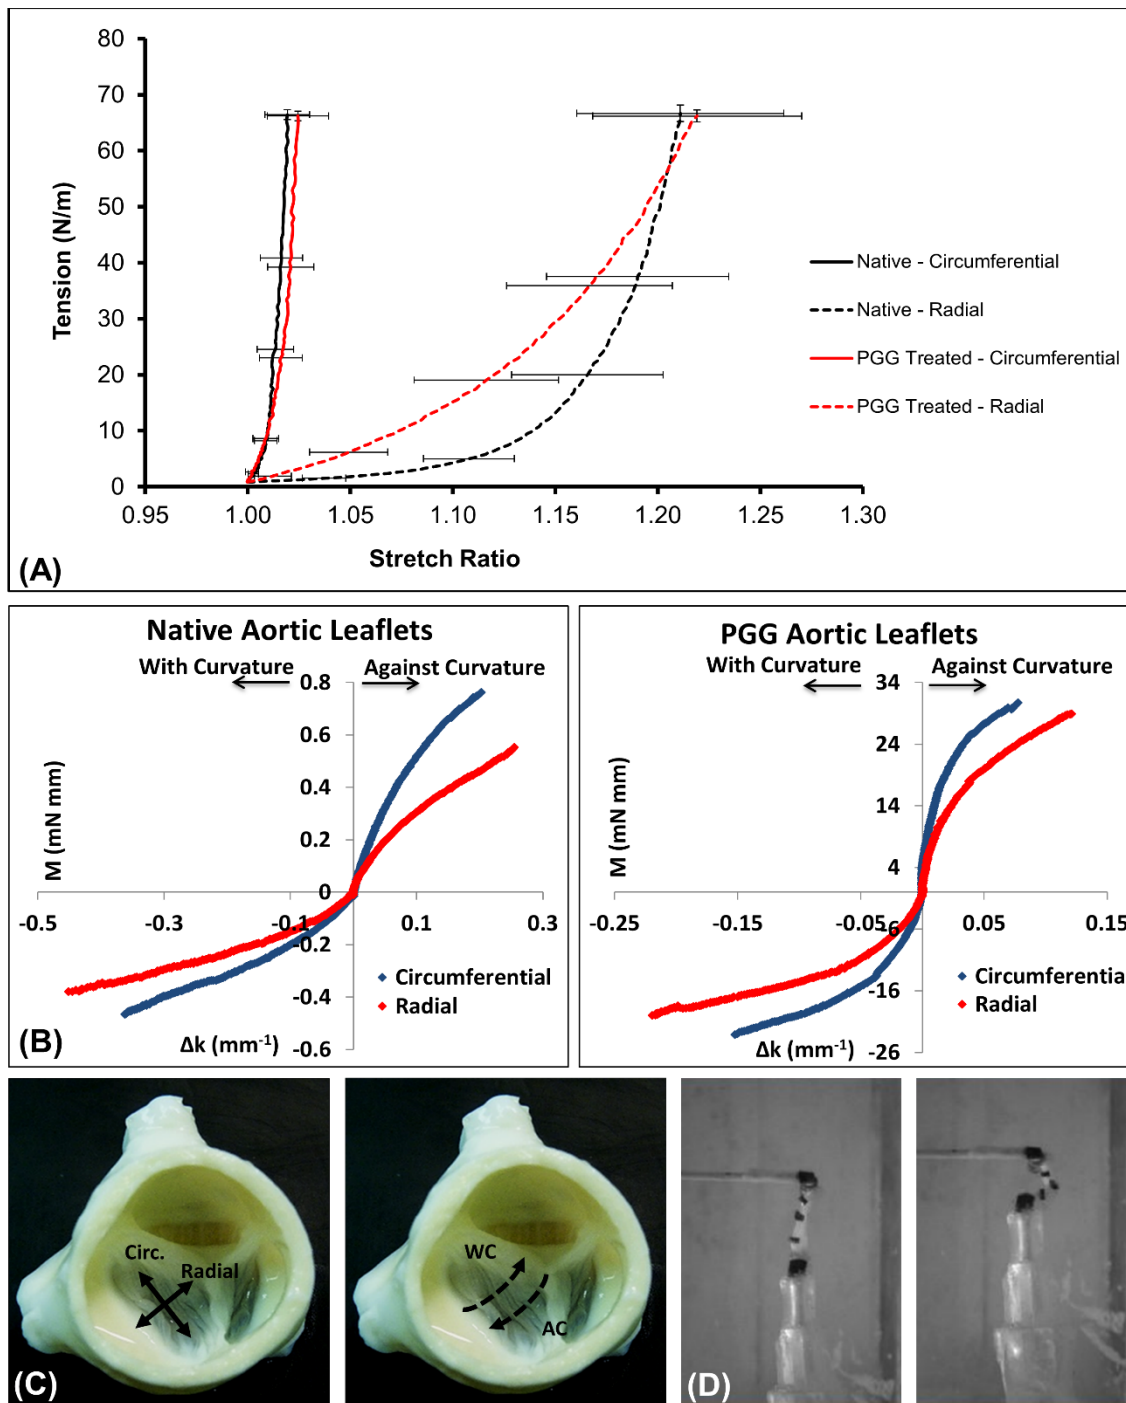 80
70
60
50
40
30
20
10
0
0.95 1.00 1.05 1.10 1.15 1.20 1.25 1.30
Tension (N/m)
Stretch Ratio
Native - Circumferential
Native - Radial
PGG Treated - Circumferential
PGG Treated - Radial
(A)
Native Aortic Leaflets
With Curvature Against Curvature
0.8
0.6
0.4
0.2
0
-0.5 -0.3 -0.1 0.1 0.3
-0.2
-0.4
-0.6
M (mN mm)
Circumferential
Radial
Δk (mm⁻¹)
(B)
PGG Aortic Leaflets
With Curvature Against Curvature
34
24
14
4
-0.25 -0.15 -0.05 0.05 0.15
-6
-16
-26
M (mN mm)
Circumferential
Radial
Δk (mm⁻¹)
Circ.
Radial
(C)
WC
AC
(D)